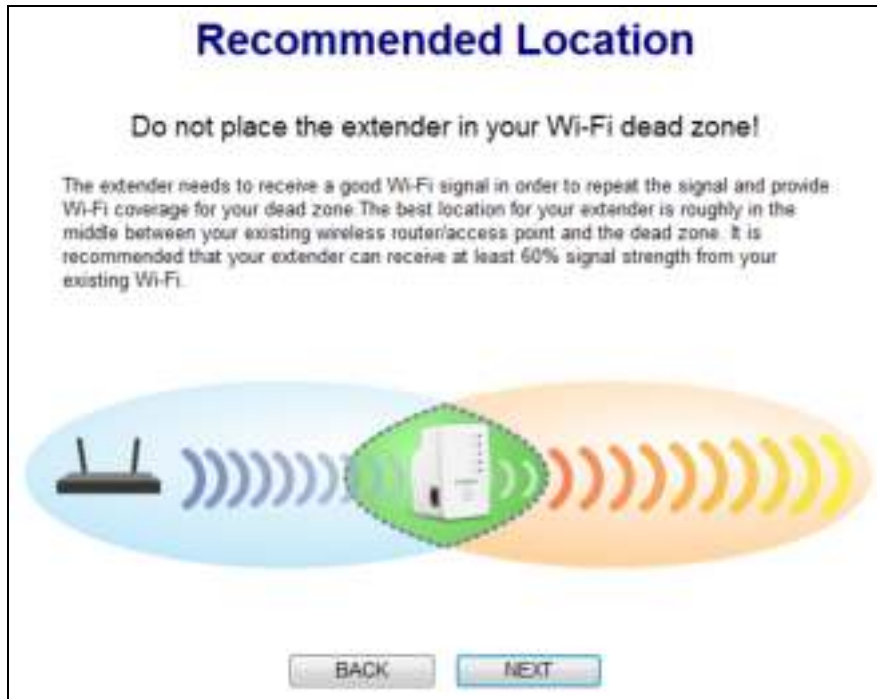 Recommended Location
Do not place the extender in your Wi-Fi dead zone!
The extender needs to receive a good Wi-Fi signal in order to repeat the signal and provide
Wi-Fi coverage for your dead zone.The best location for your extender is roughly in the
middle between your existing wireless router/access point and the dead zone. It is
recommended that your extender can receive at least 60% signal strength from your
existing Wi-Fi.
BACK
NEXT